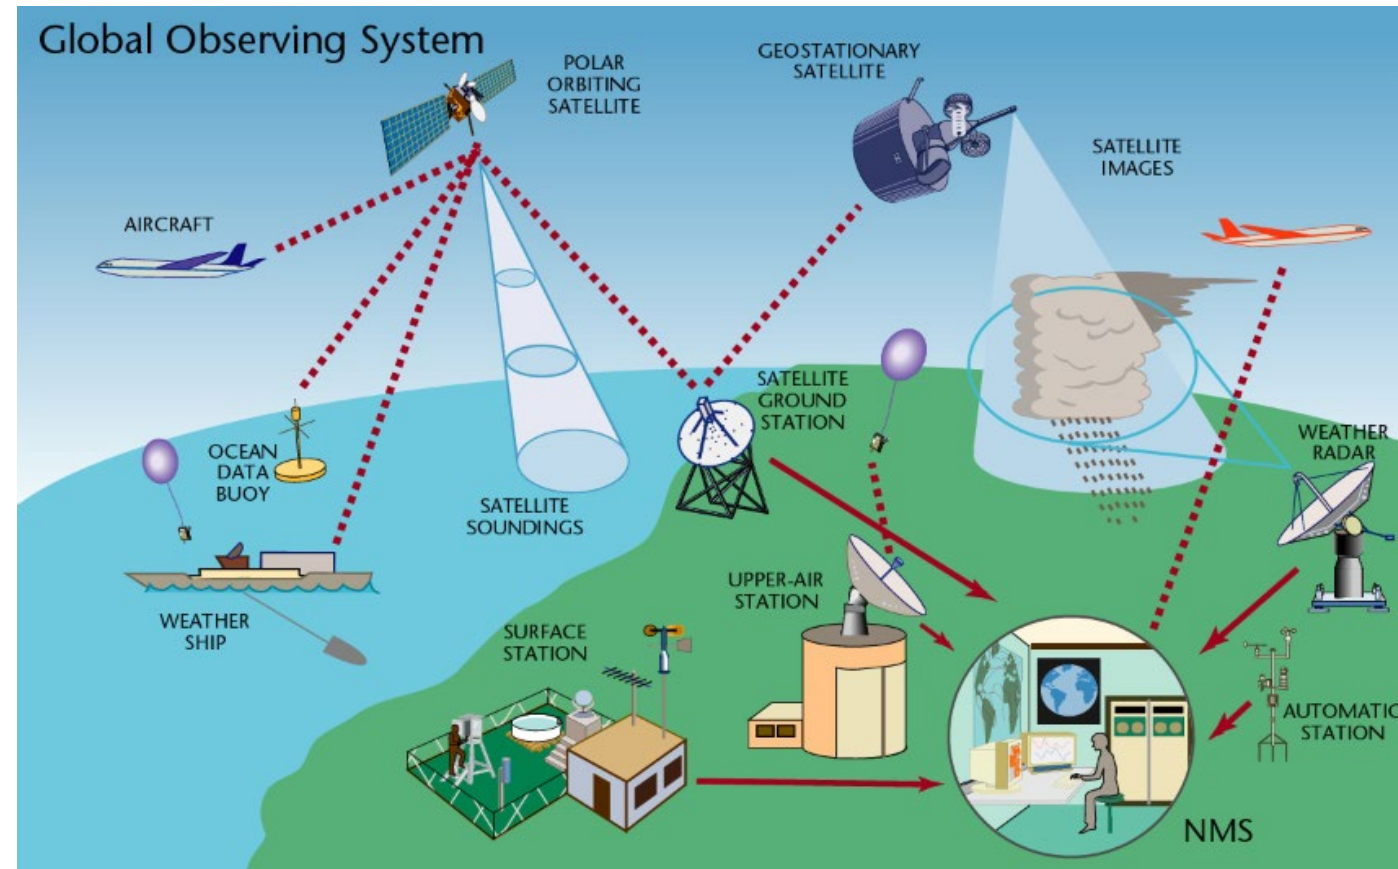 Global Observing System
POLAR
ORBITING
SATELLITE
GEOSTATIONARY
SATELLITE
SATELLITE
IMAGES
AIRCRAFT
SATELLITE
GROUND
STATION
OCEAN
DATA
BUOY
WEATHER
RADAR
SATELLITE
SOUNDINGS
UPPER-AIR
STATION
WEATHER
SHIP
SURFACE
STATION
AUTOMATIC
STATION
NMS